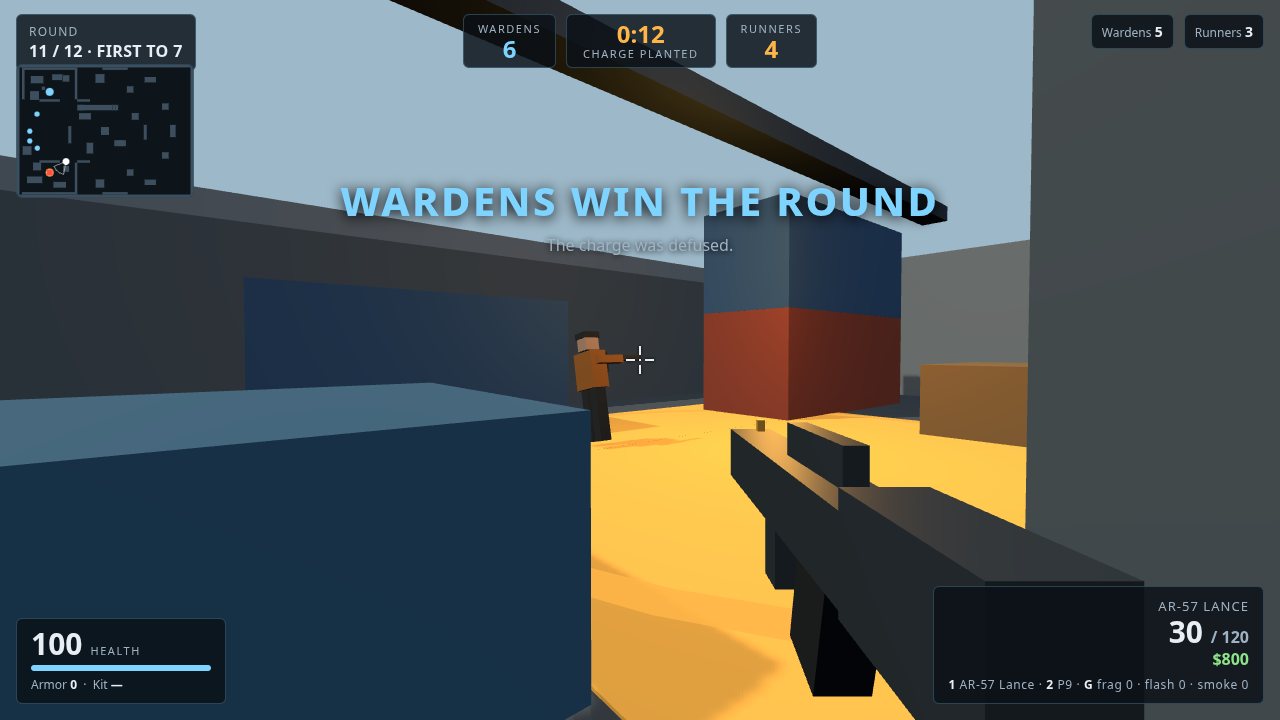 ROUND
11 / 12 · FIRST TO 7
WARDENS
6
0:12
CHARGE PLANTED
RUNNERS
4
Wardens 5
Runners 3
WARDENS WIN THE ROUND
The charge was defused.
100 HEALTH
Armor 0 · Kit —
AR-57 LANCE
30 / 120
$800
1 AR-57 Lance · 2 P9 · G frag 0 · flash 0 · smoke 0